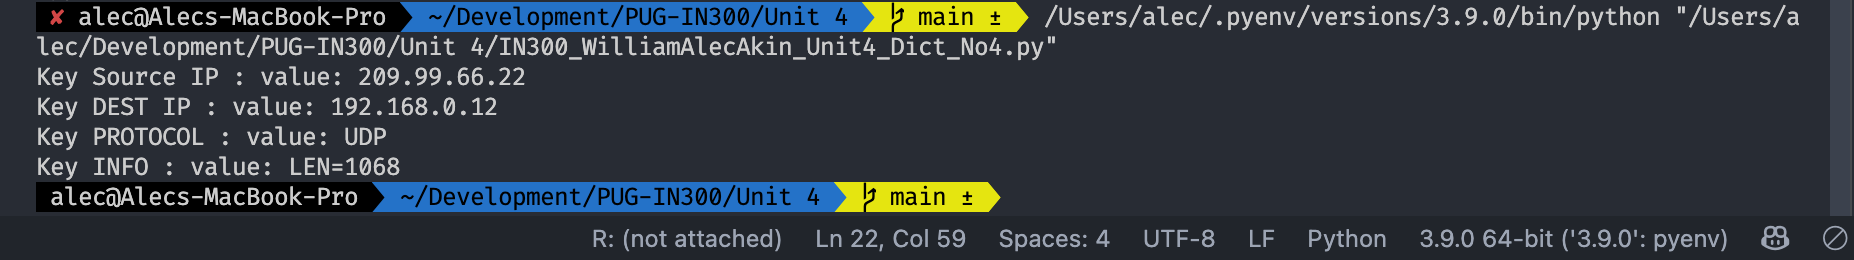 ✘ alec@Alecs-MacBook-Pro ~/Development/PUG-IN300/Unit 4 main ± /Users/alec/.pyenv/versions/3.9.0/bin/python "/Users/a
lec/Development/PUG-IN300/Unit 4/IN300_WilliamAlecAkin_Unit4_Dict_No4.py"
Key Source IP : value: 209.99.66.22
Key DEST IP : value: 192.168.0.12
Key PROTOCOL : value: UDP
Key INFO : value: LEN=1068
alec@Alecs-MacBook-Pro ~/Development/PUG-IN300/Unit 4 main ±
R: (not attached) Ln 22, Col 59 Spaces: 4 UTF-8 LF Python 3.9.0 64-bit ('3.9.0': pyenv)